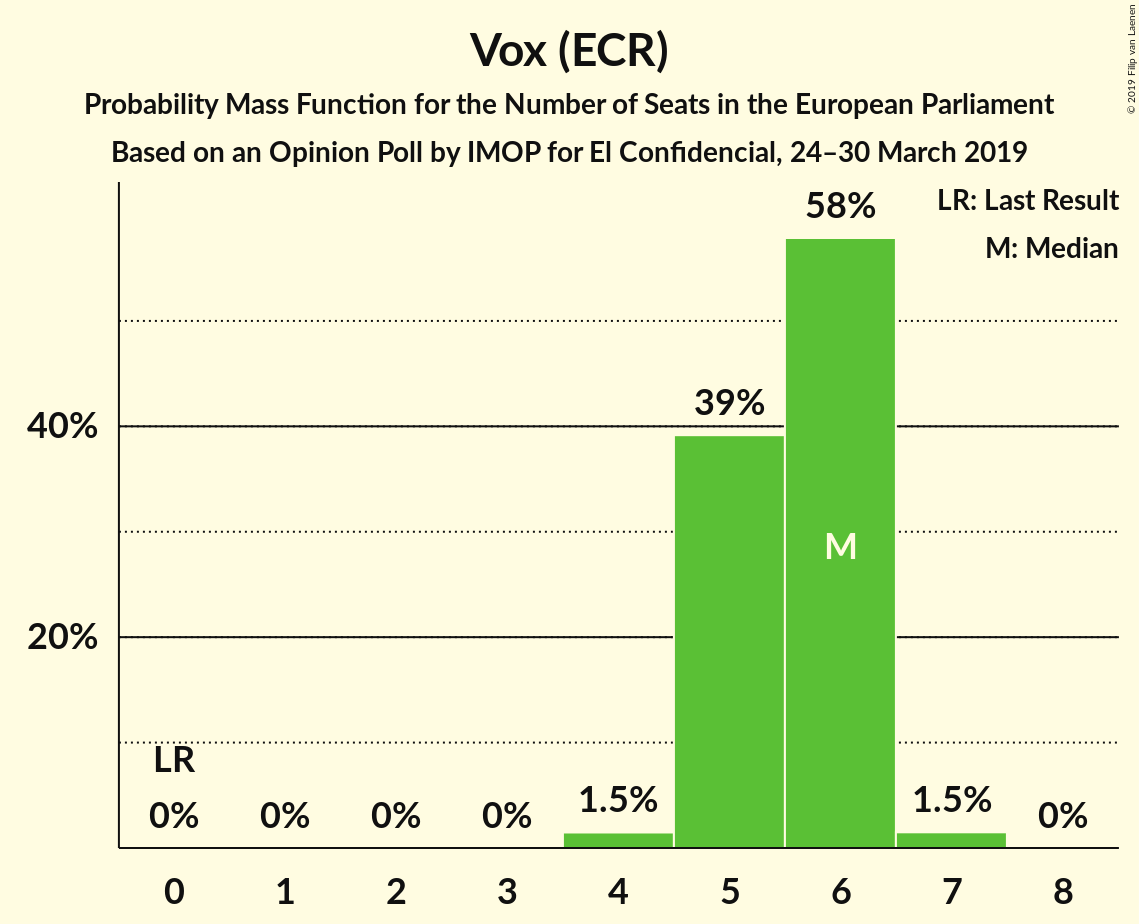 Vox (ECR)
Probability Mass Function for the Number of Seats in the European Parliament
Based on an Opinion Poll by IMOP for El Confidencial, 24–30 March 2019
© 2019 Filip van Laenen
LR: Last Result
M: Median
58%
39%
40%
M
20%
LR
0%
0%
0%
0%
1.5%
1.5%
0%
0 1 2 3 4 5 6 7 8